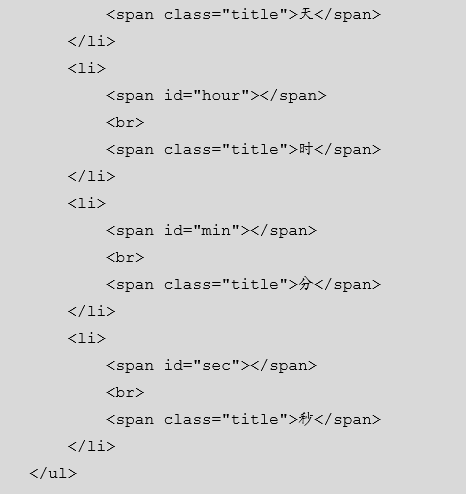 <span class="title">天</span>
</li>
<li>
<span id="hour"></span>
<br>
<span class="title">时</span>
</li>
<li>
<span id="min"></span>
<br>
<span class="title">分</span>
</li>
<li>
<span id="sec"></span>
<br>
<span class="title">秒</span>
</li>
</ul>